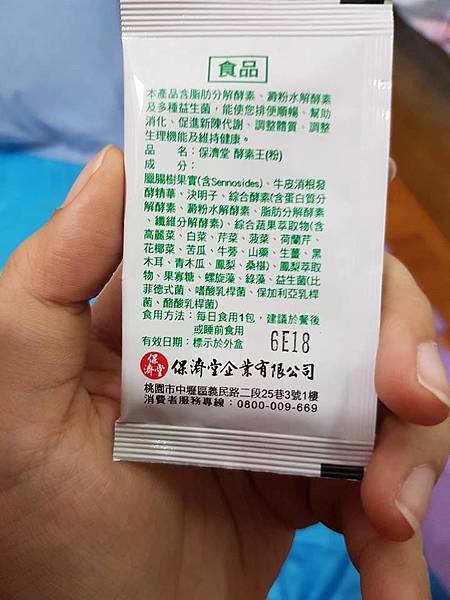 食品
本產品含脂肪分解酵素、澱粉水解酵素
及多種益生菌，能使您排便順暢、幫助
消化、促進新陳代謝、調整體質、調整
生理機能及維持健康。
品　名：保濟堂 酵素王(粉)
成　分：
臘腸樹果實(含Sennosides)、牛皮消根發
酵精華、決明子、綜合酵素(含蛋白質分
解酵素、澱粉水解酵素、脂肪分解酵素
、纖維分解酵素)、綜合蔬果萃取物(含
高麗菜、白菜、芹菜、菠菜、荷蘭芹、
花椰菜、苦瓜、牛蒡、山藥、生薑、黑
木耳、青木瓜、鳳梨、桑椹)、鳳梨萃取
物、果寡糖、螺旋藻、綠藻、益生菌(比
菲德式菌、嗜酸乳桿菌、保加利亞乳桿
菌、酪酸乳桿菌)
食用方法：每日食用1包，建議於餐後
或睡前食用
有效日期：標示於外盒
6E18
保濟堂
保濟堂企業有限公司
桃園市中壢區義民路二段25巷3號1樓
消費者服務專線：0800-009-669